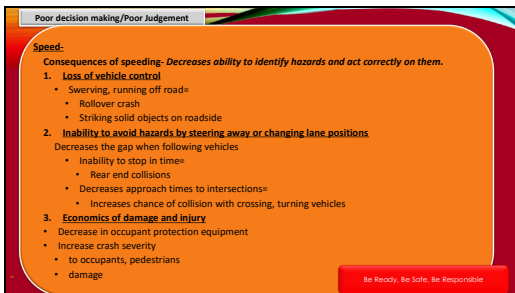 Poor decision making/Poor Judgement
Speed-
Consequences of speeding- Decreases ability to identify hazards and act correctly on them.
1. Loss of vehicle control
• Swerving, running off road=
• Rollover crash
• Striking solid objects on roadside
2. Inability to avoid hazards by steering away or changing lane positions
Decreases the gap when following vehicles
• Inability to stop in time=
• Rear end collisions
• Decreases approach times to intersections=
• Increases chance of collision with crossing, turning vehicles
3. Economics of damage and injury
• Decrease in occupant protection equipment
• Increase crash severity
• to occupants, pedestrians
• damage
Be Ready, Be Safe, Be Responsible